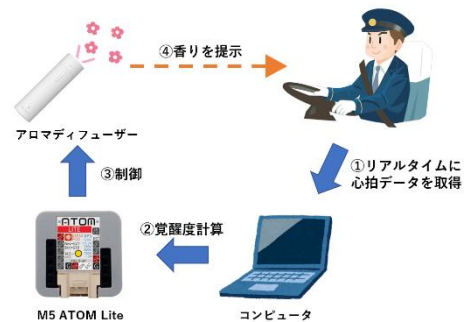 ④香りを提示
アロマディフューザー
①リアルタイムに
心拍データを取得
③制御
②覚醒度計算
ATOM
LITE
M5 ATOM Lite
コンピュータ